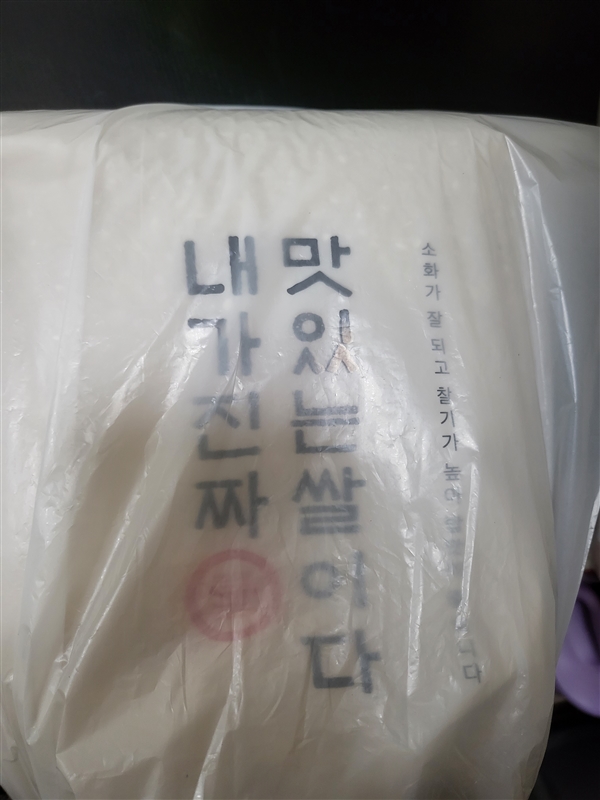 내가진짜
맛있는쌀이다
소화가 잘 되고 찰기가 높아